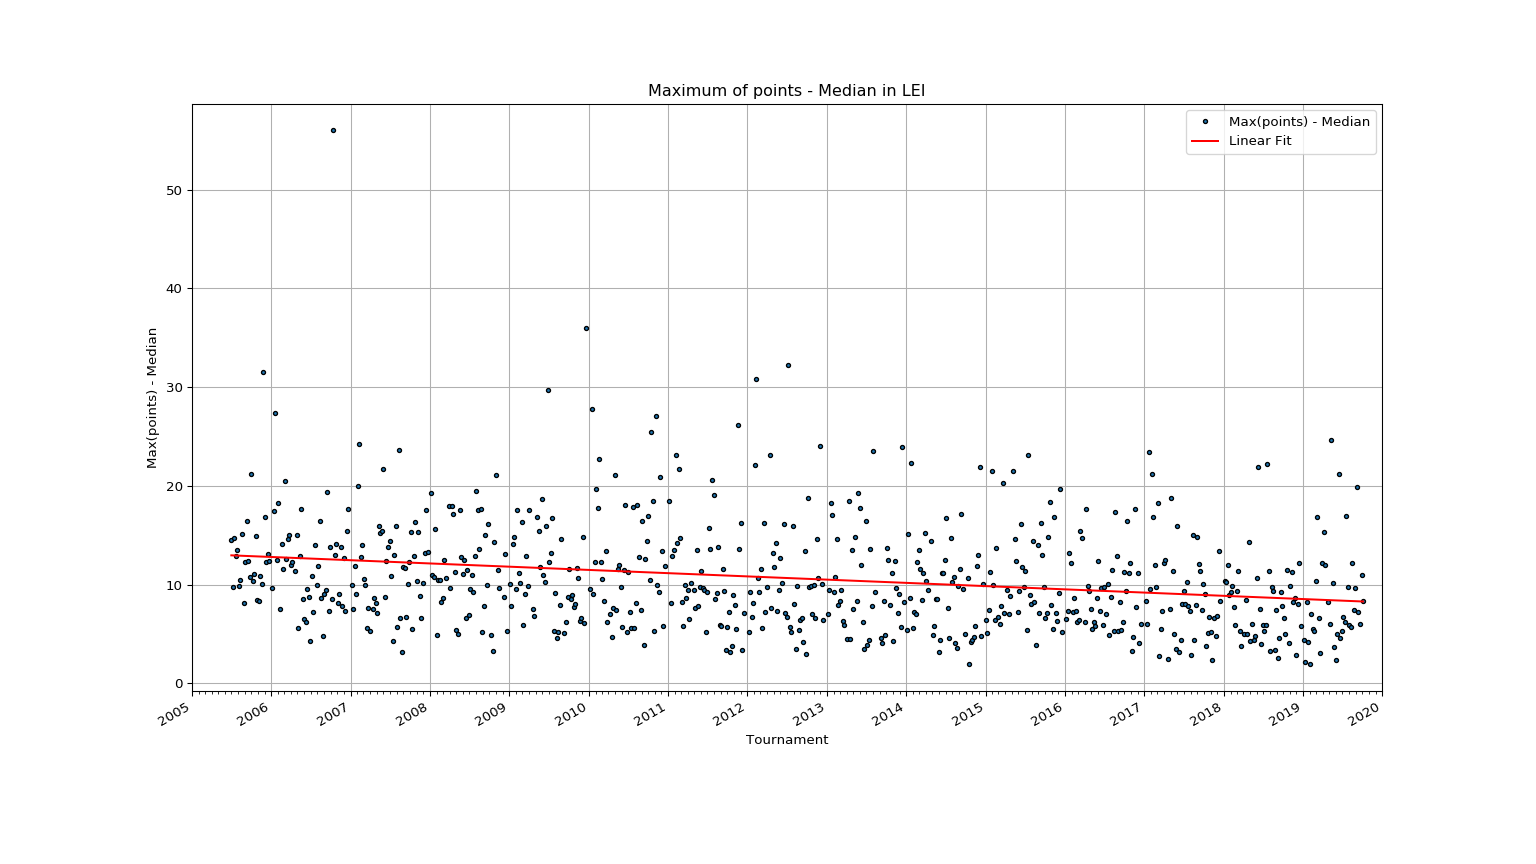 Maximum of points - Median in LEI
Max(points) - Median
Linear Fit
Max(points) - Median
50
40
30
20
10
0
2005 2006 2007 2008 2009 2010 2011 2012 2013 2014 2015 2016 2017 2018 2019 2020
Tournament